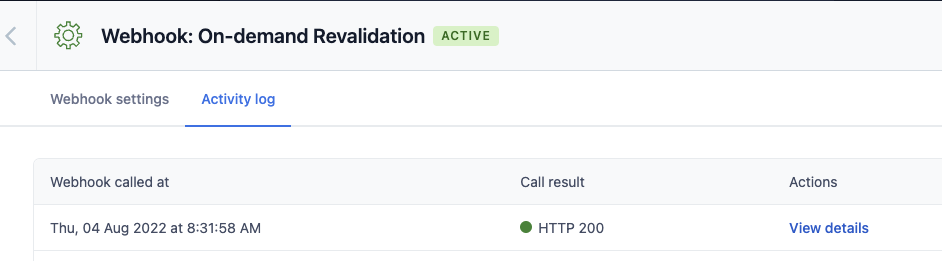 Webhook: On-demand Revalidation ACTIVE
Webhook settings Activity log
Webhook called at Call result Actions
Thu, 04 Aug 2022 at 8:31:58 AM HTTP 200 View details